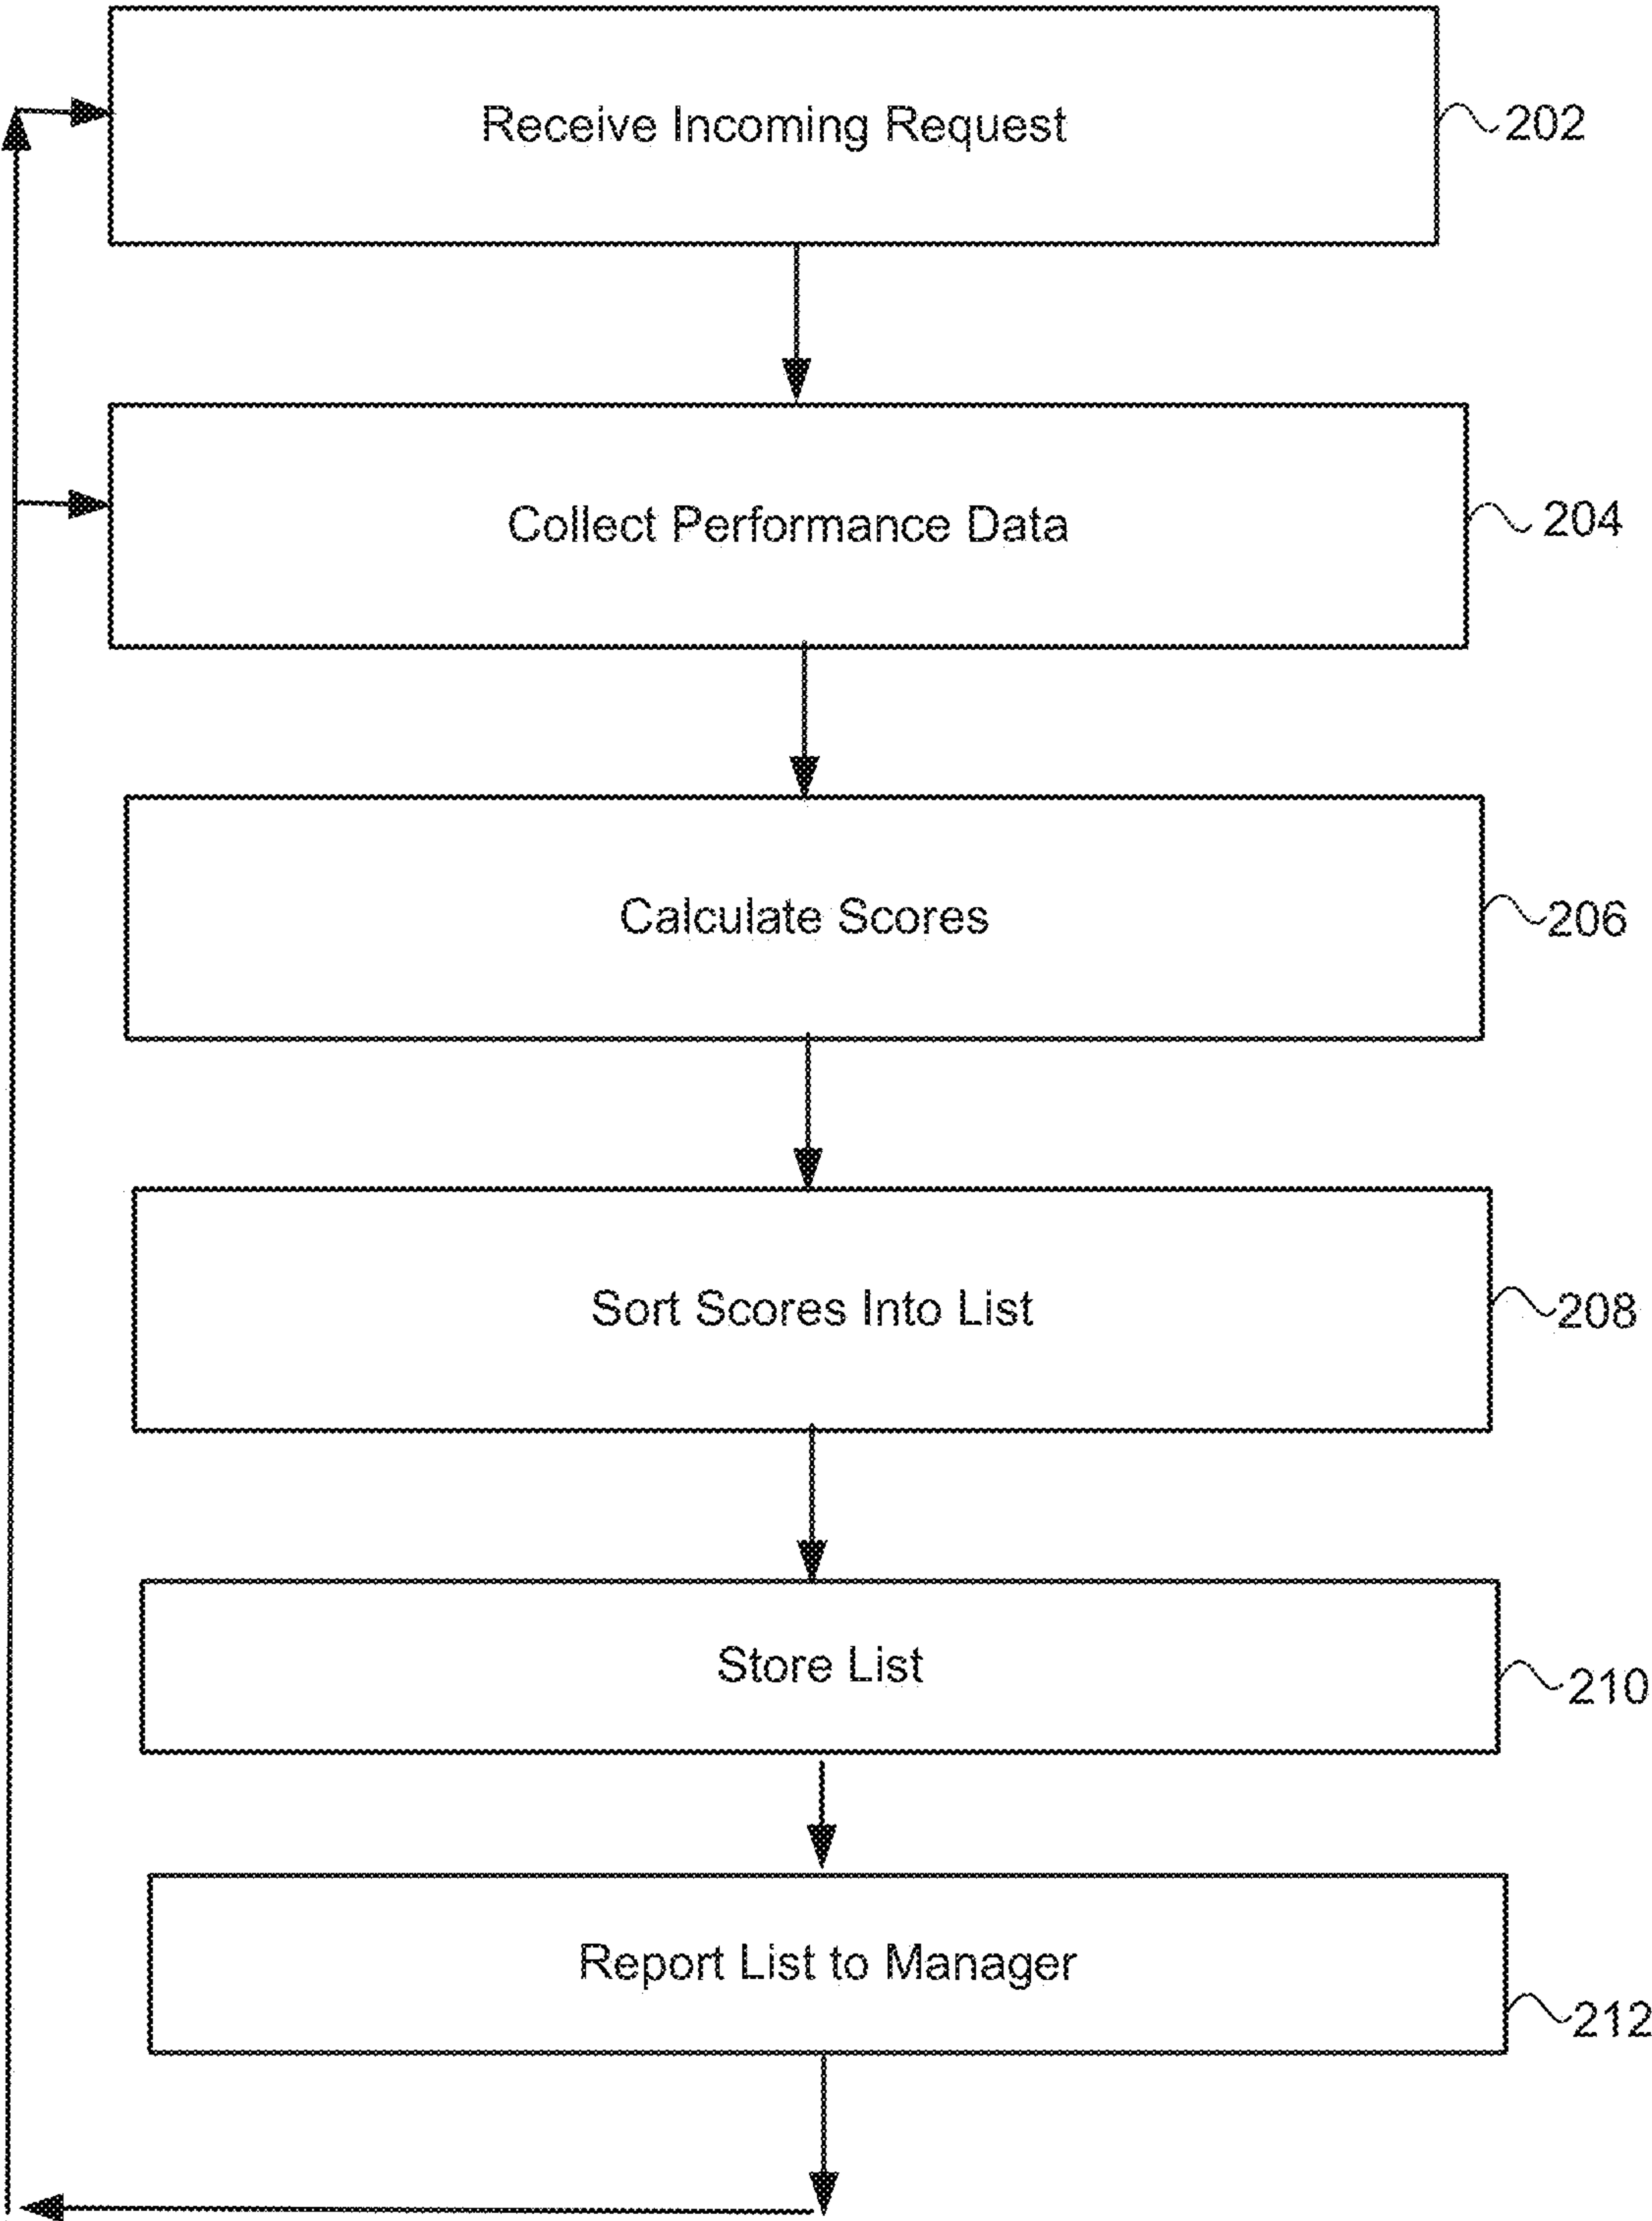 Receive Incoming Request
202
Collect Performance Data
204
Calculate Scores
206
Sort Scores Into List
208
Store List
210
Report List to Manager
212